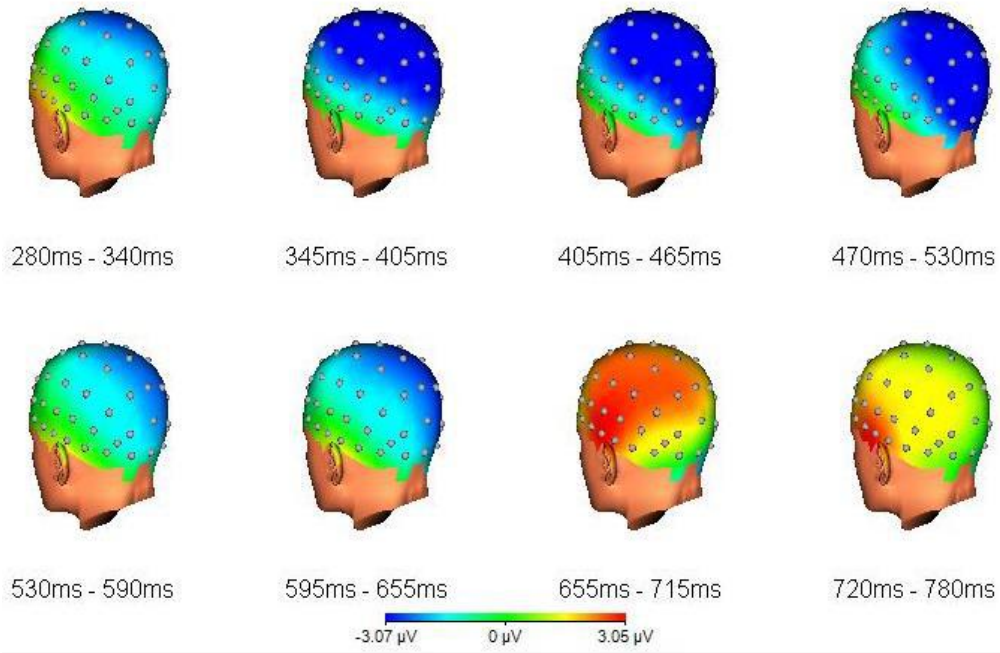 280ms - 340ms
345ms - 405ms
405ms - 465ms
470ms - 530ms
530ms - 590ms
595ms - 655ms
655ms - 715ms
720ms - 780ms
-3.07 µV
0 µV
3.05 µV